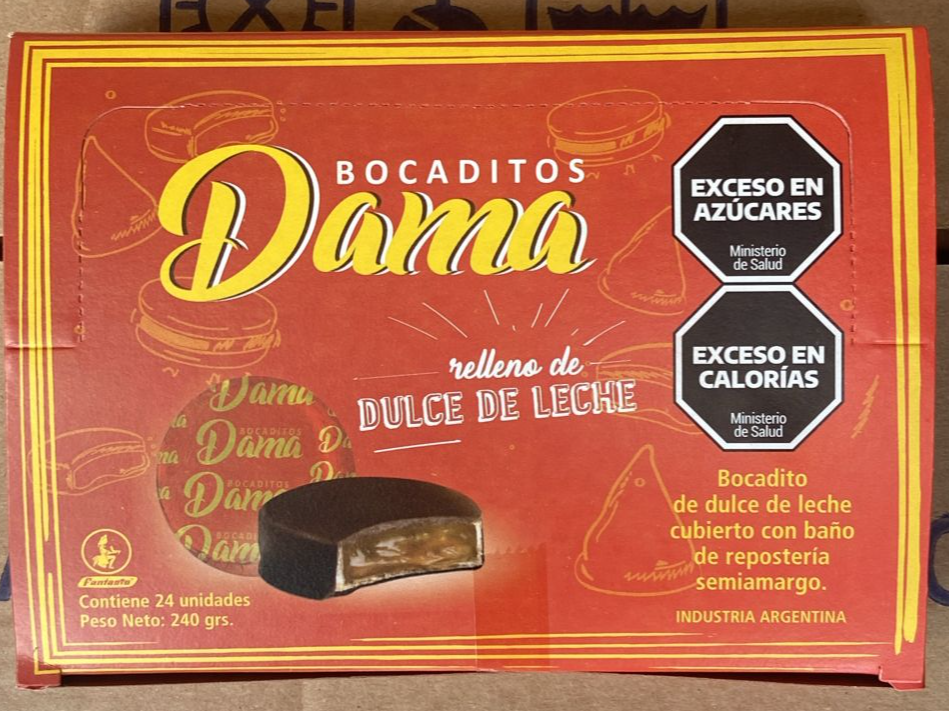 BOCADITOS
Dama
EXCESO EN
AZÚCARES
Ministerio
de Salud
relleno de
DULCE DE LECHE
EXCESO EN
CALORÍAS
Ministerio
de Salud
Dama
BOCADITOS
Dama
BOCADITOS
Dama
Bocadito
de dulce de leche
cubierto con baño
de repostería
semiamargo.
INDUSTRIA ARGENTINA
Fantasio
Contiene 24 unidades
Peso Neto: 240 grs.